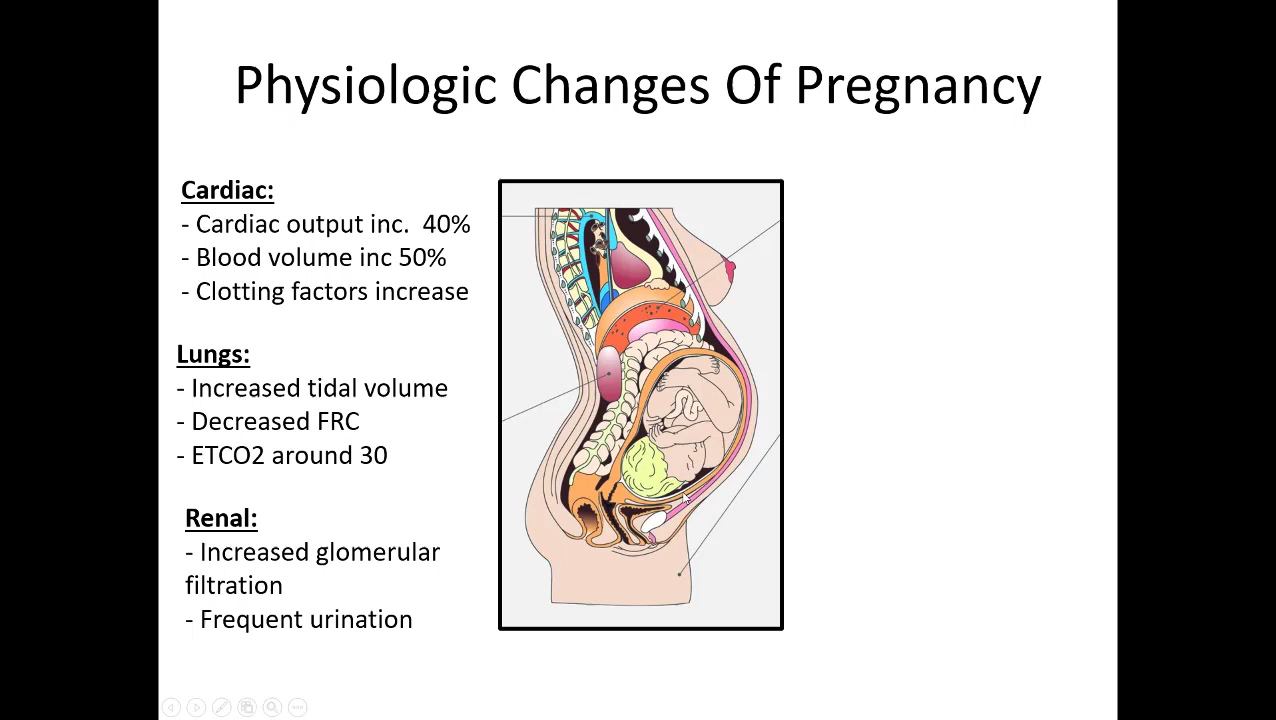 Physiologic Changes Of Pregnancy
Cardiac:
- Cardiac output inc. 40%
- Blood volume inc 50%
- Clotting factors increase
Lungs:
- Increased tidal volume
- Decreased FRC
- ETCO2 around 30
Renal:
- Increased glomerular
filtration
- Frequent urination